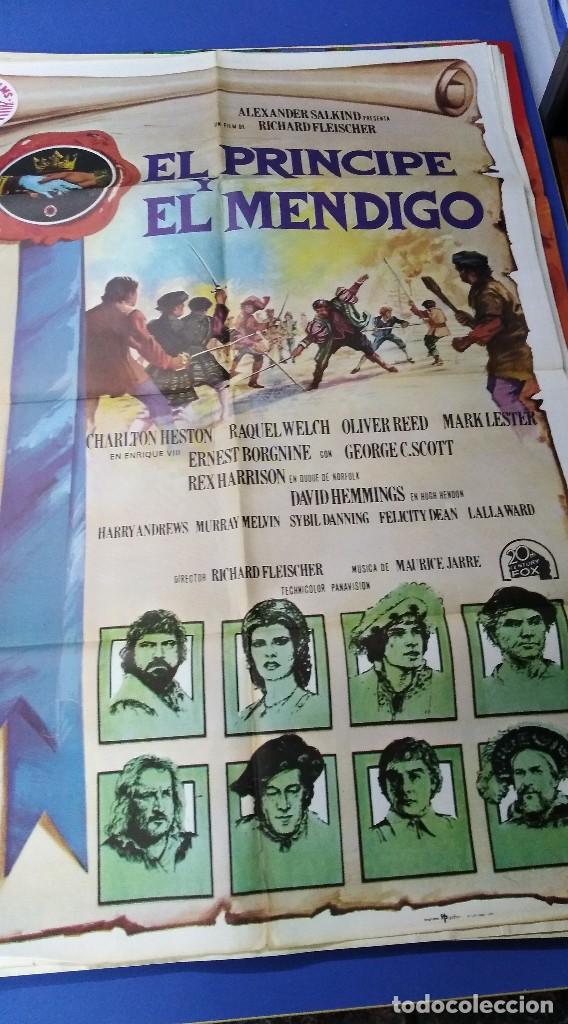 ALEXANDER SALKIND PRESENTA
UN FILM DE RICHARD FLEISCHER
EL PRINCIPE
Y
EL MENDIGO
CHARLTON HESTON RAQUEL WELCH OLIVER REED MARK LESTER
EN ENRIQUE VIII ERNEST BORGNINE CON GEORGE C. SCOTT
REX HARRISON EN DUQUE DE NORFOLK
DAVID HEMMINGS EN HUGH HENDON
HARRY ANDREWS MURRAY MELVIN SYBIL DANNING FELICITY DEAN LALLA WARD
DIRECTOR RICHARD FLEISCHER MUSICA DE MAURICE JARRE
TECHNICOLOR PANAVISION
20th
CENTURY
FOX
todocoleccion